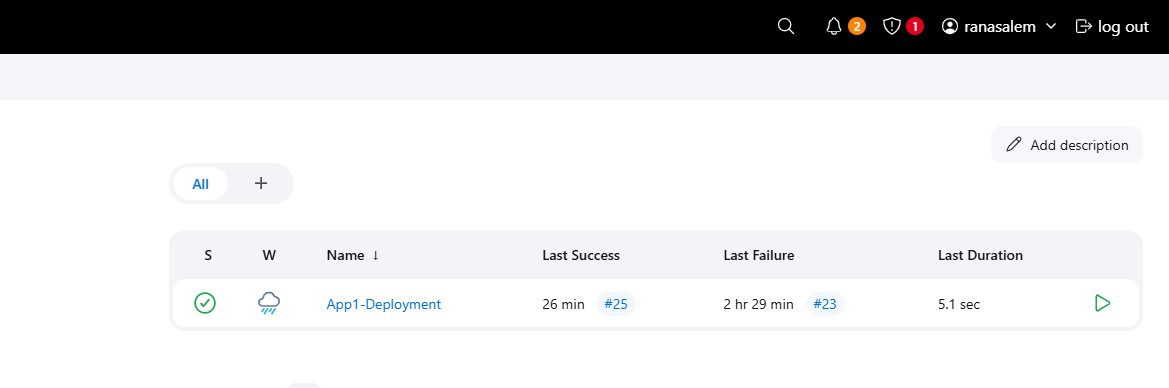 2 1 ranasalem log out
Add description
All +
S W Name ↓ Last Success Last Failure Last Duration
App1-Deployment 26 min #25 2 hr 29 min #23 5.1 sec